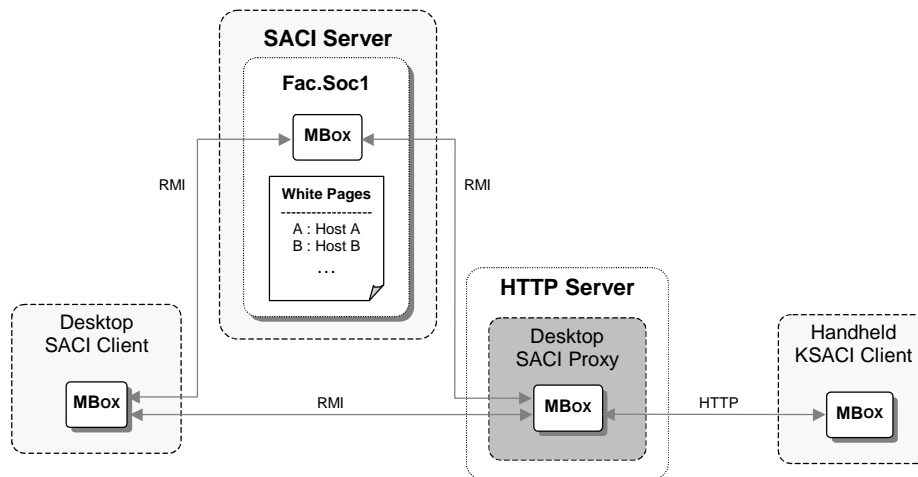 SACI Server
Fac.Soc1
MBOX
RMI
RMI
White Pages
--------------------
A : Host A
B : Host B
...
HTTP Server
Desktop
SACI Client
Desktop
SACI Proxy
Handheld
KSACI Client
MBOX
RMI
MBOX
HTTP
MBOX